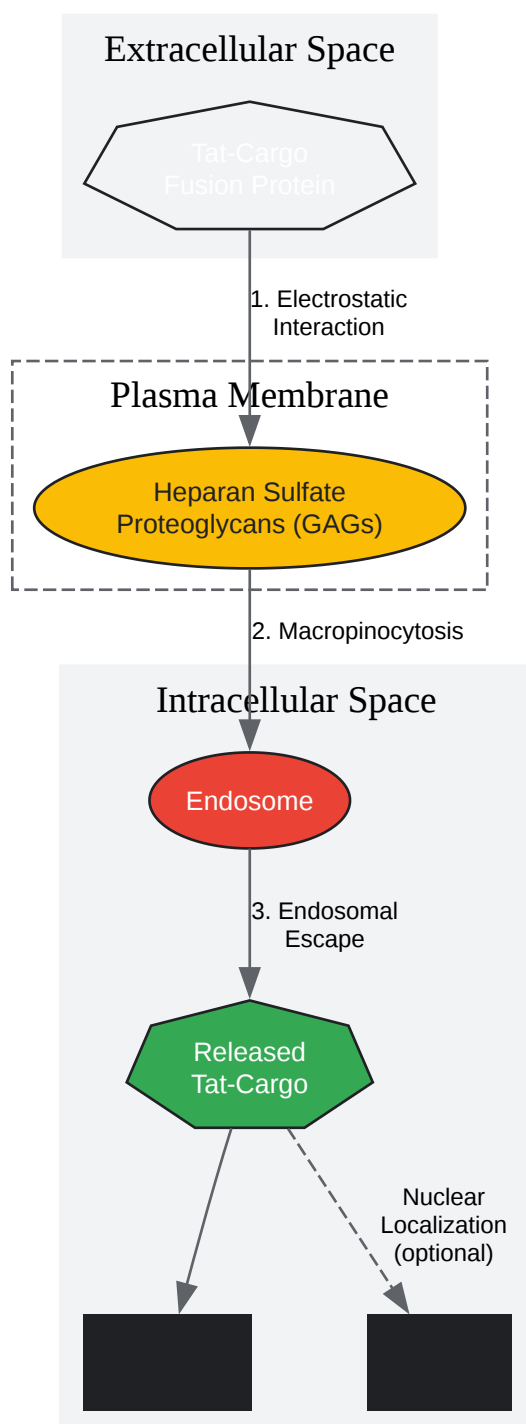 Extracellular Space
Tat-Cargo
Fusion Protein
1. Electrostatic
Interaction
Plasma Membrane
Heparan Sulfate
Proteoglycans (GAGs)
2. Macropinocytosis
Intracellular Space
Endosome
3. Endosomal
Escape
Released
Tat-Cargo
Nuclear
Localization
(optional)